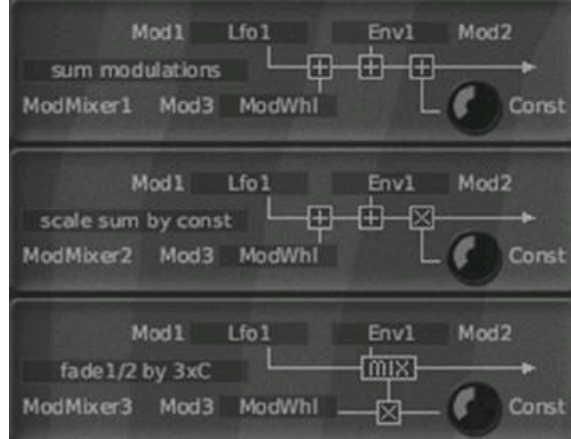 Mod1 Lfo1 Env1 Mod2
sum modulations
ModMixer1 Mod3 ModWhl Const
Mod1 Lfo1 Env1 Mod2
scale sum by const
ModMixer2 Mod3 ModWhl Const
Mod1 Lfo1 Env1 Mod2
mix
fade1/2 by 3xC
ModMixer3 Mod3 ModWhl Const